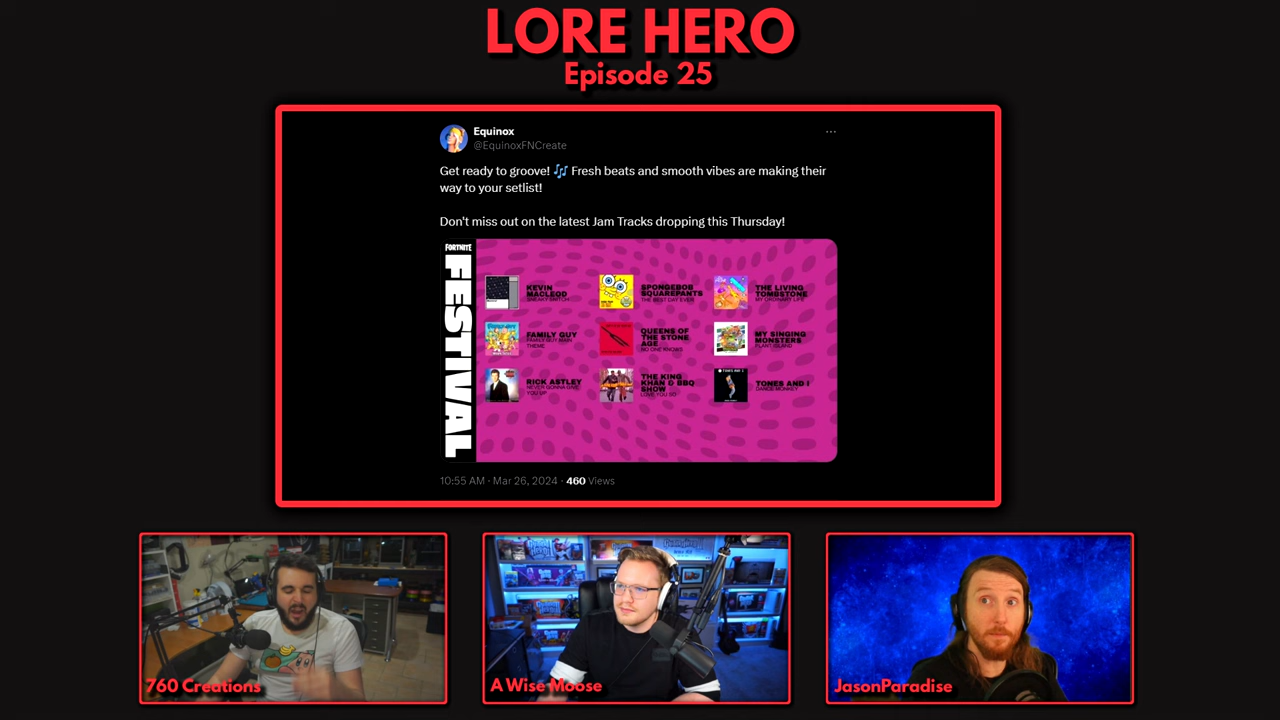 LORE HERO
Episode 25
Equinox
@EquinoxFNCreate
Get ready to groove! 🎶 Fresh beats and smooth vibes are making their
way to your setlist!
Don't miss out on the latest Jam Tracks dropping this Thursday!
FORTNITE
FESTIVAL
KEVIN
MACLEOD
SNEAKY SNITCH
SPONGEBOB
SQUAREPANTS
THE BEST DAY EVER
THE LIVING
TOMBSTONE
MY ORDINARY LIFE
FAMILY GUY
FAMILY GUY MAIN
THEME
QUEENS OF
THE STONE
AGE
NO ONE KNOWS
MY SINGING
MONSTERS
PLANT ISLAND
RICK ASTLEY
NEVER GONNA GIVE
YOU UP
THE KING
KHAN & BBQ
SHOW
LOVE YOU SO
TONES AND I
DANCE MONKEY
10:55 AM · Mar 26, 2024 · 460 Views
760 Creations
A Wise Moose
JasonParadise